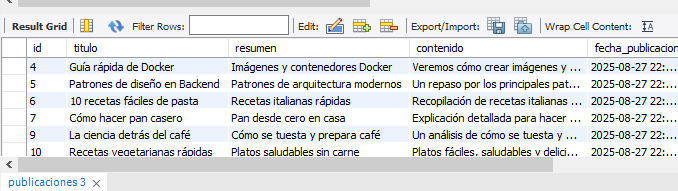 Result Grid Filter Rows: Edit: Export/Import: Wrap Cell Content:
id titulo resumen contenido fecha_publicacion
4 Guía rápida de Docker Imágenes y contenedores Docker Veremos cómo crear imágenes y ... 2025-08-27 22:...
5 Patrones de diseño en Backend Patrones de arquitectura modernos Un repaso por los principales pat... 2025-08-27 22:...
6 10 recetas fáciles de pasta Recetas italianas rápidas Recopilación de recetas italianas ... 2025-08-27 22:...
7 Cómo hacer pan casero Pan desde cero en casa Explicación detallada para hacer ... 2025-08-27 22:...
9 La ciencia detrás del café Cómo se tuesta y prepara café Un análisis de cómo se tuesta y ... 2025-08-27 22:...
10 Recetas vegetarianas rápidas Platos saludables sin carne Platos fáciles, saludables y delici... 2025-08-27 22:...
publicaciones 3